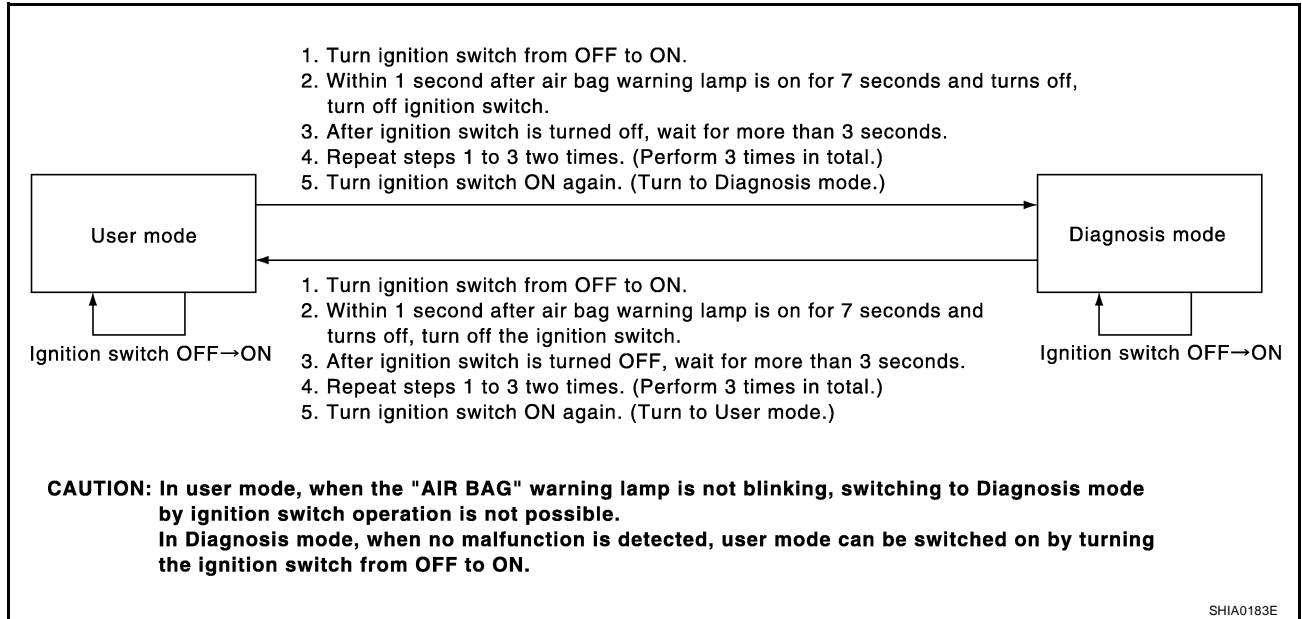 1. Turn ignition switch from OFF to ON.
2. Within 1 second after air bag warning lamp is on for 7 seconds and turns off,
turn off ignition switch.
3. After ignition switch is turned off, wait for more than 3 seconds.
4. Repeat steps 1 to 3 two times. (Perform 3 times in total.)
5. Turn ignition switch ON again. (Turn to Diagnosis mode.)
User mode
Diagnosis mode
1. Turn ignition switch from OFF to ON.
2. Within 1 second after air bag warning lamp is on for 7 seconds and
turns off, turn off the ignition switch.
3. After ignition switch is turned OFF, wait for more than 3 seconds.
4. Repeat steps 1 to 3 two times. (Perform 3 times in total.)
5. Turn ignition switch ON again. (Turn to User mode.)
Ignition switch OFF→ON
Ignition switch OFF→ON
CAUTION: In user mode, when the "AIR BAG" warning lamp is not blinking, switching to Diagnosis mode
by ignition switch operation is not possible.
In Diagnosis mode, when no malfunction is detected, user mode can be switched on by turning
the ignition switch from OFF to ON.
SHIA0183E